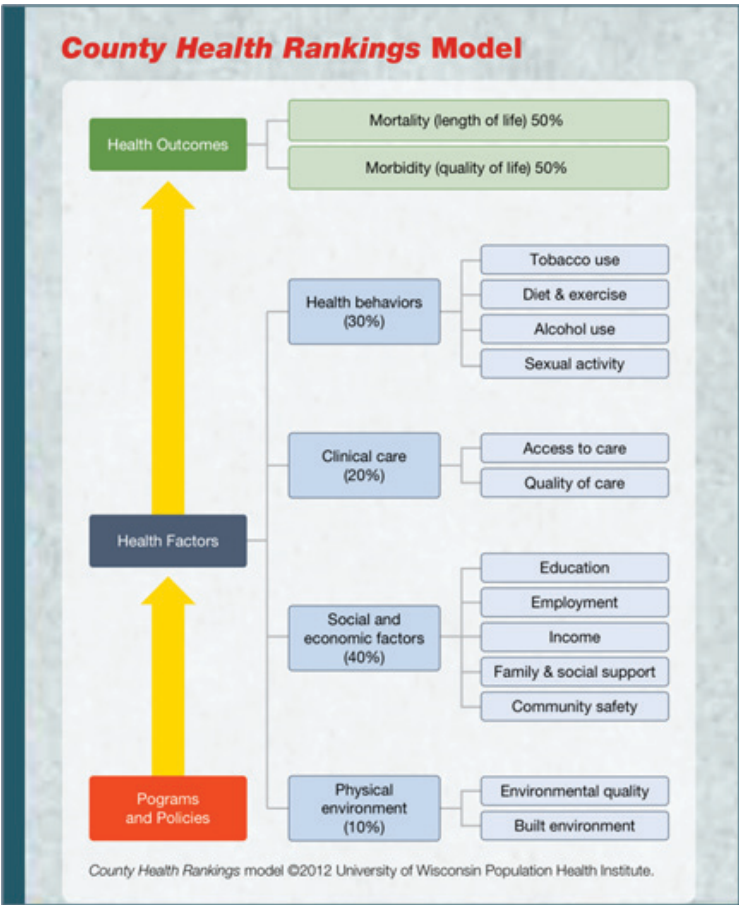 County Health Rankings Model
Health Outcomes
Mortality (length of life) 50%
Morbidity (quality of life) 50%
Health behaviors
(30%)
Tobacco use
Diet & exercise
Alcohol use
Sexual activity
Clinical care
(20%)
Access to care
Quality of care
Health Factors
Social and
economic factors
(40%)
Education
Employment
Income
Family & social support
Community safety
Pograms
and Policies
Physical
environment
(10%)
Environmental quality
Built environment
County Health Rankings model ©2012 University of Wisconsin Population Health Institute.